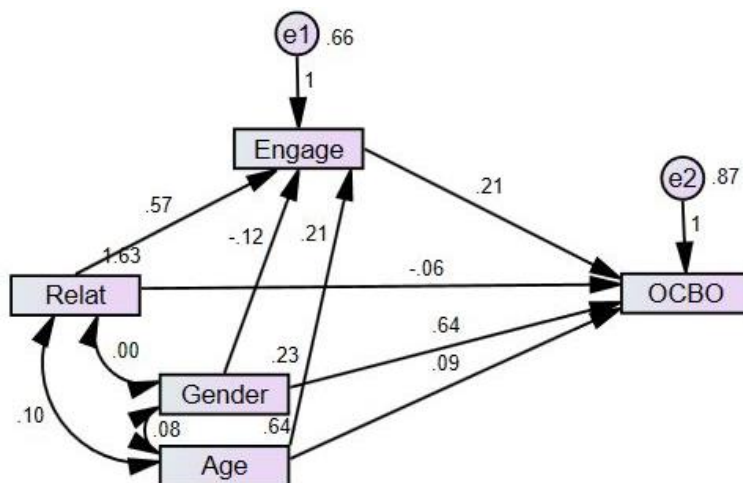 e1 .66
1
Engage
e2 .87
.57 .21
-.12 .21 1
1.63
Relat -.06 OCBO
.00 .64
.23 .09
Gender
.10 .08 .64
Age